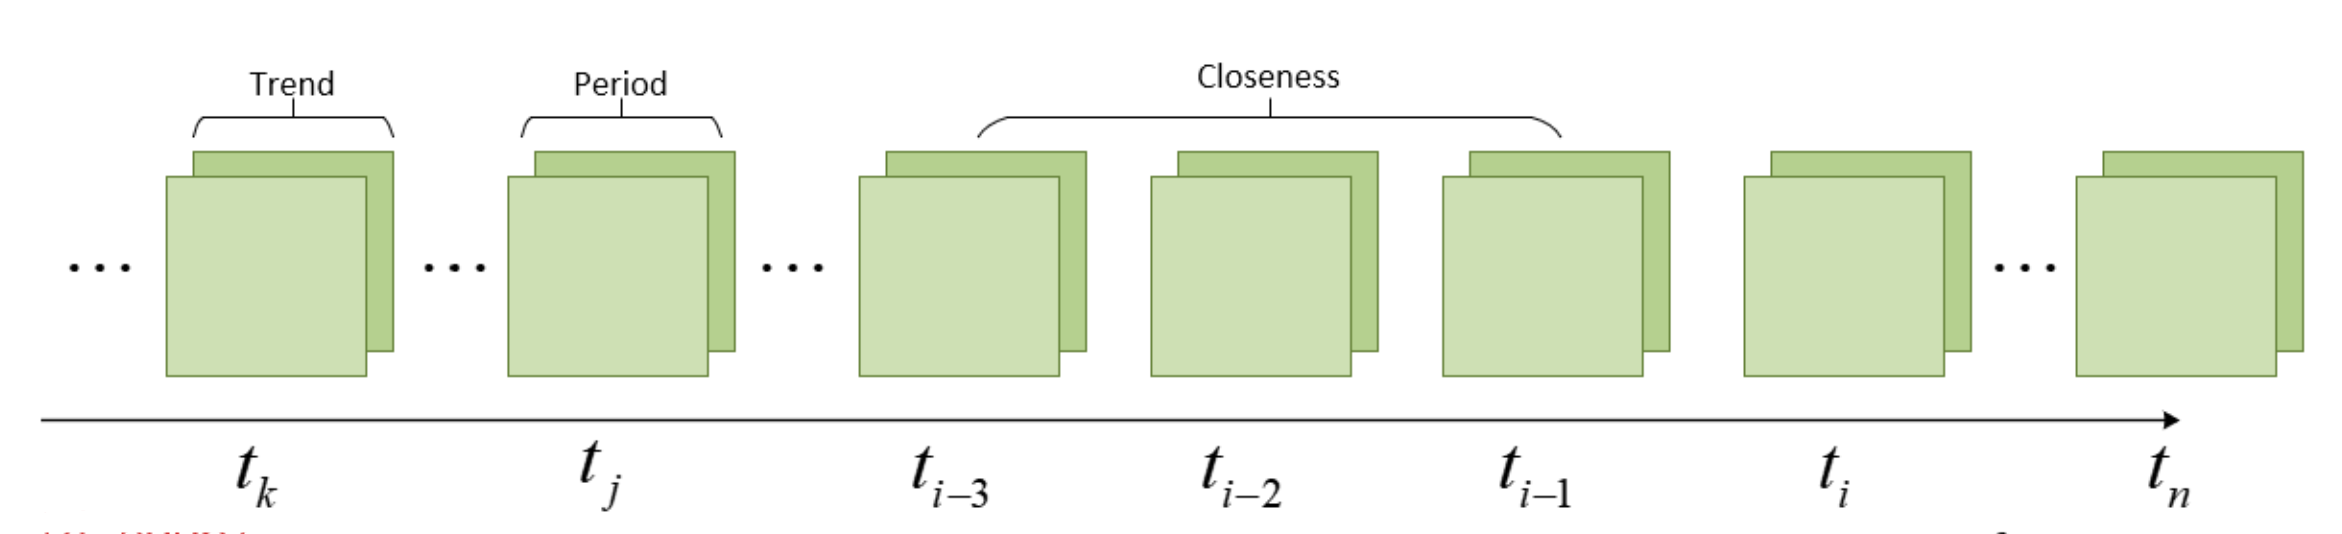 Trend Period Closeness
... ... ... ...
t_k t_j t_{i-3} t_{i-2} t_{i-1} t_i t_n